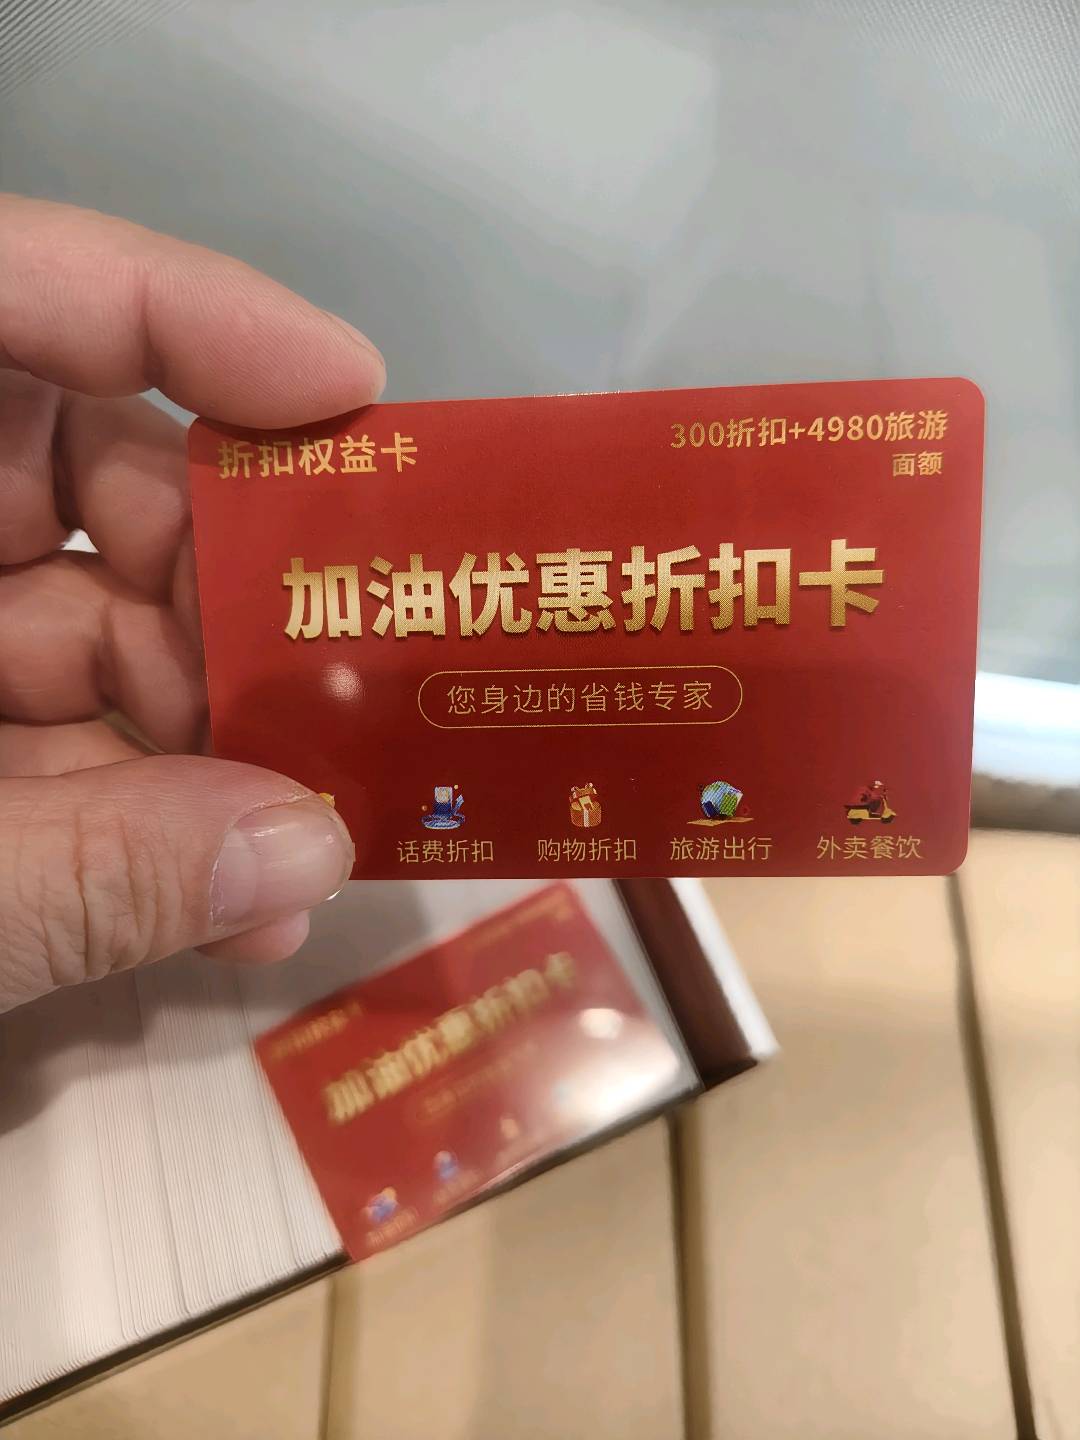 折扣权益卡
300折扣+4980旅游
面额
加油优惠折扣卡
您身边的省钱专家
话费折扣
购物折扣
旅游出行
外卖餐饮
加油优惠折扣卡